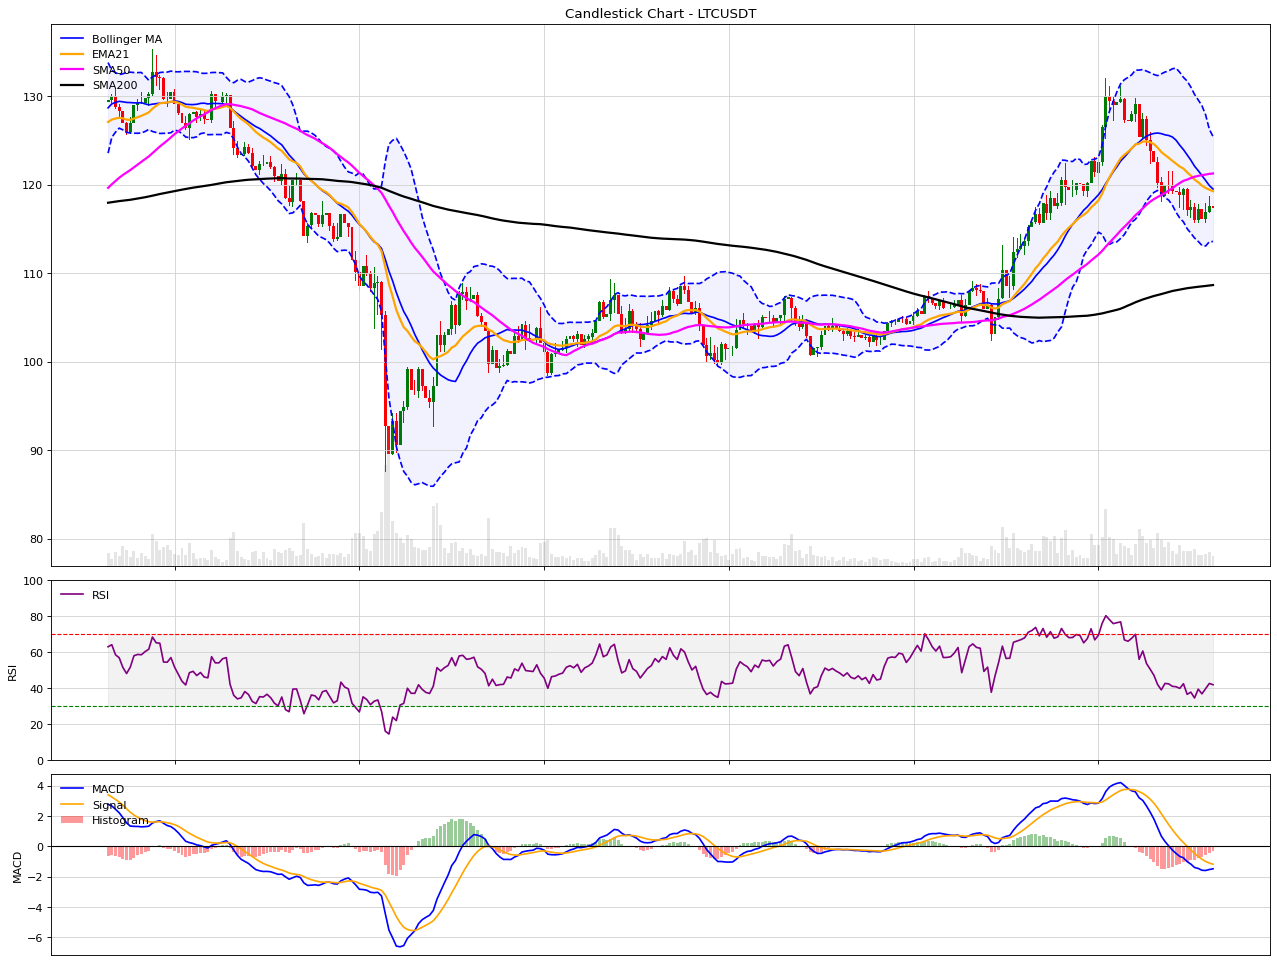 Candlestick Chart - LTCUSDT
Bollinger MA
EMA21
SMA50
SMA200
130
120
110
100
90
80
100
80
60
40
20
0
RSI
RSI
4
2
0
−2
−4
−6
MACD
MACD
Signal
Histogram